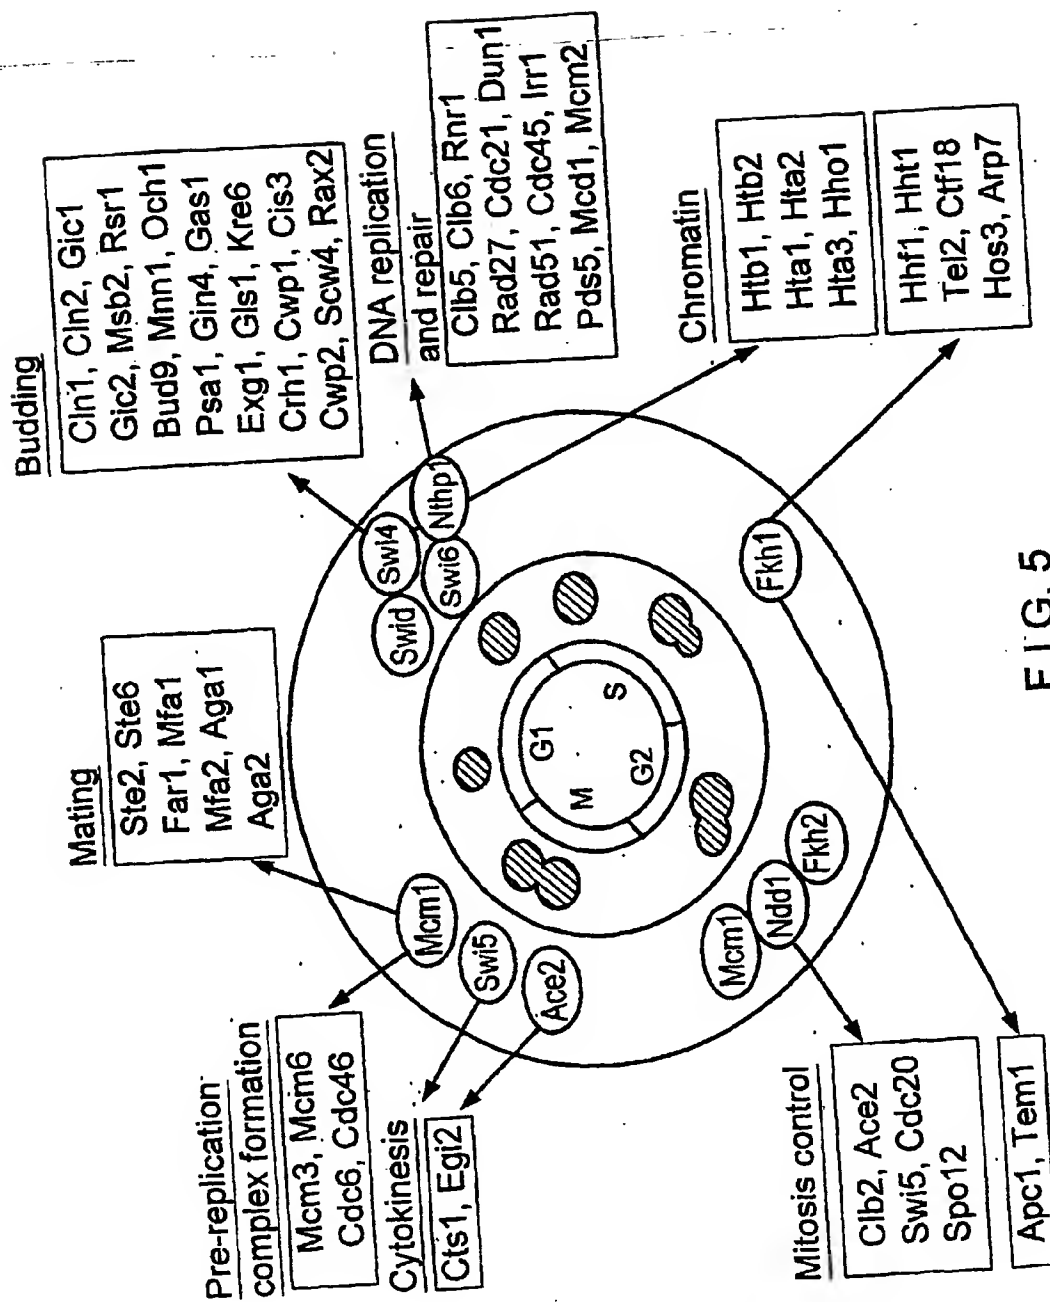 Budding
Cln1, Cln2, Gic1
Gic2, Msb2, Rsr1
Bud9, Mnn1, Och1
Psa1, Gin4, Gas1
Exg1, Gls1, Kre6
Crh1, Cwp1, Cis3
Cwp2, Scw4, Rax2
DNA replication
and repair
Clb5, Clb6, Rnr1
Rad27, Cdc21, Dun1
Rad51, Cdc45, Irr1
Pds5, Mcd1, Mcm2
Chromatin
Htb1, Htb2
Hta1, Hta2
Hta3, Hho1
Hhf1, Hht1
Tel2, Ctf18
Hos3, Arp7
Mating
Ste2, Ste6
Far1, Mfa1
Mfa2, Aga1
Aga2
Pre-replication
complex formation
Mcm3, Mcm6
Cdc6, Cdc46
Cytokinesis
Cts1, Egi2
Mitosis control
Clb2, Ace2
Swi5, Cdc20
Spo12
Apc1, Tem1
Mcm1
Swi5
Ace2
Swid
Swi4
Swi6
Nthp1
Fkh1
Mcm1
Ndd1
Fkh2
G1
S
G2
M
FIG. 5